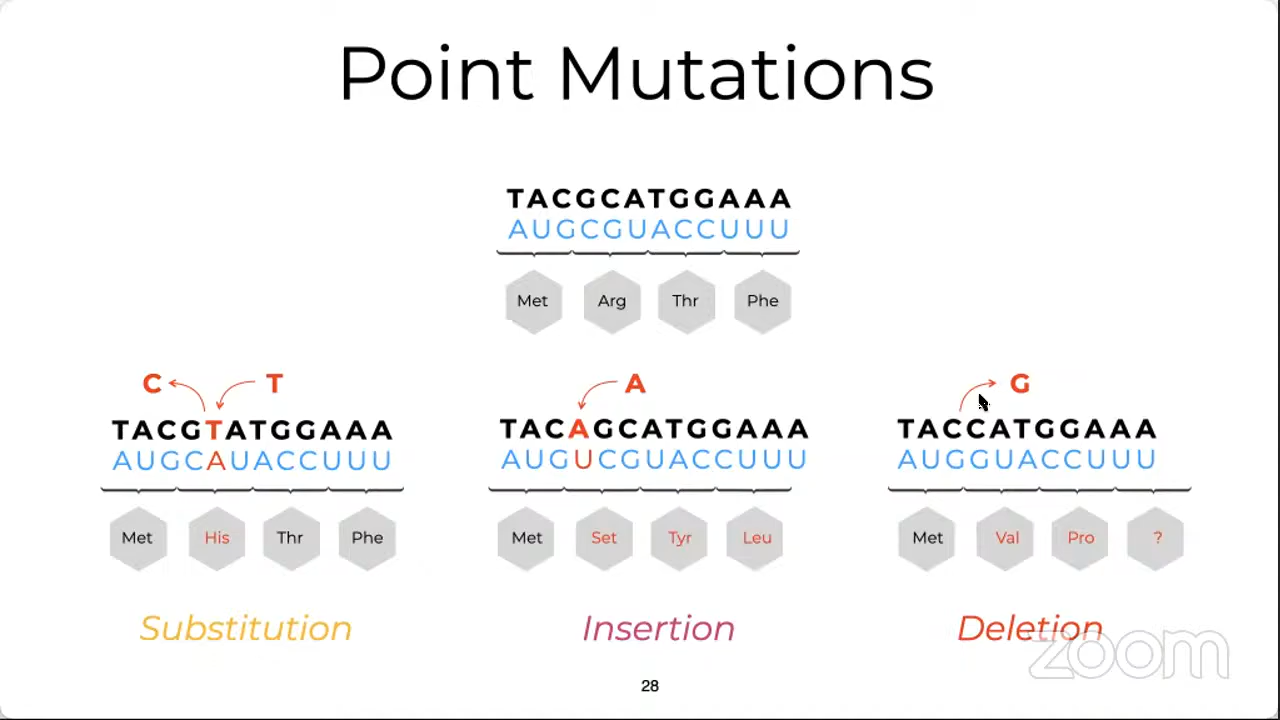 Point Mutations
TACGCATGGAAA
AUGCGUACCUUU
Met Arg Thr Phe
C T
TACGTATGGAAA
AUGCAUACCUUU
Met His Thr Phe
Substitution
A
TACAGCATGGAAA
AUGUCGUACCUUU
Met Set Tyr Leu
Insertion
G
TACCATGGAAA
AUGGUACCUUU
Met Val Pro ?
Deletion
zoom
28